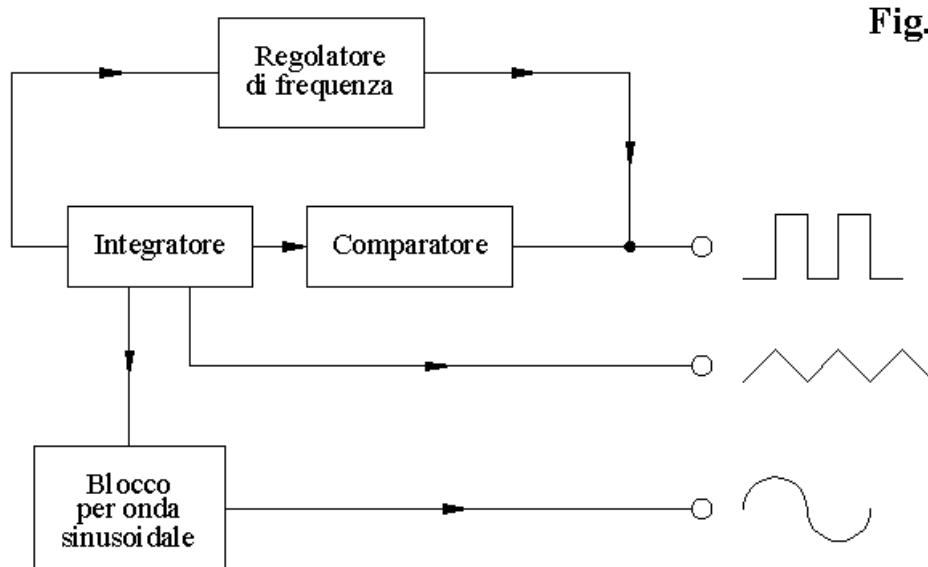 Fig.
Regolatore
di frequenza
Integratore
Comparatore
Blocco
per onda
sinusoidale